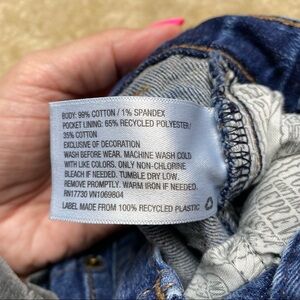 BODY: 99% COTTON / 1% SPANDEX
POCKET LINING: 65% RECYCLED POLYESTER/
35% COTTON
EXCLUSIVE OF DECORATION
WASH BEFORE WEAR. MACHINE WASH COLD
WITH LIKE COLORS. ONLY NON-CHLORINE
BLEACH IF NEEDED. TUMBLE DRY LOW.
REMOVE PROMPTLY. WARM IRON IF NEEDED.
RN17730 VN1069804
LABEL MADE FROM 100% RECYCLED PLASTIC